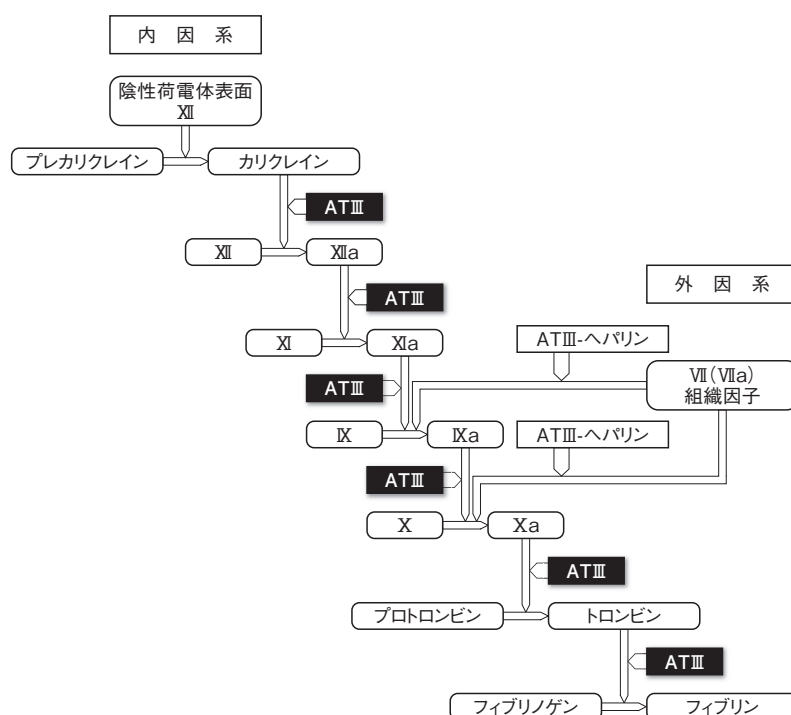 内 因 系
陰性荷電体表面
Ⅻ
プレカリクレイン
カリクレイン
ATⅢ
Ⅻ
Ⅻa
ATⅢ
外 因 系
Ⅺ
Ⅺa
ATⅢ-ヘパリン
Ⅶ(Ⅶa)
組織因子
ATⅢ
Ⅸ
Ⅸa
ATⅢ-ヘパリン
ATⅢ
Ⅹ
Ⅹa
ATⅢ
プロトロンビン
トロンビン
ATⅢ
フィブリノゲン
フィブリン